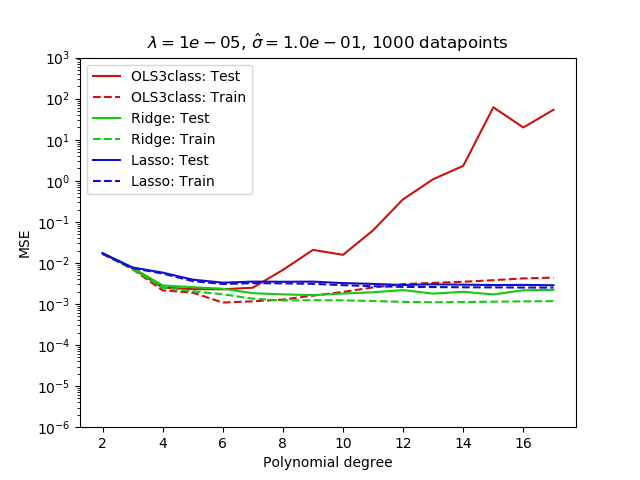 λ = 1e − 05, σ̂ = 1.0e − 01, 1000 datapoints
OLS3class: Test
OLS3class: Train
Ridge: Test
Ridge: Train
Lasso: Test
Lasso: Train
10³
10²
10¹
10⁰
10⁻¹
10⁻²
10⁻³
10⁻⁴
10⁻⁵
10⁻⁶
MSE
2 4 6 8 10 12 14 16
Polynomial degree